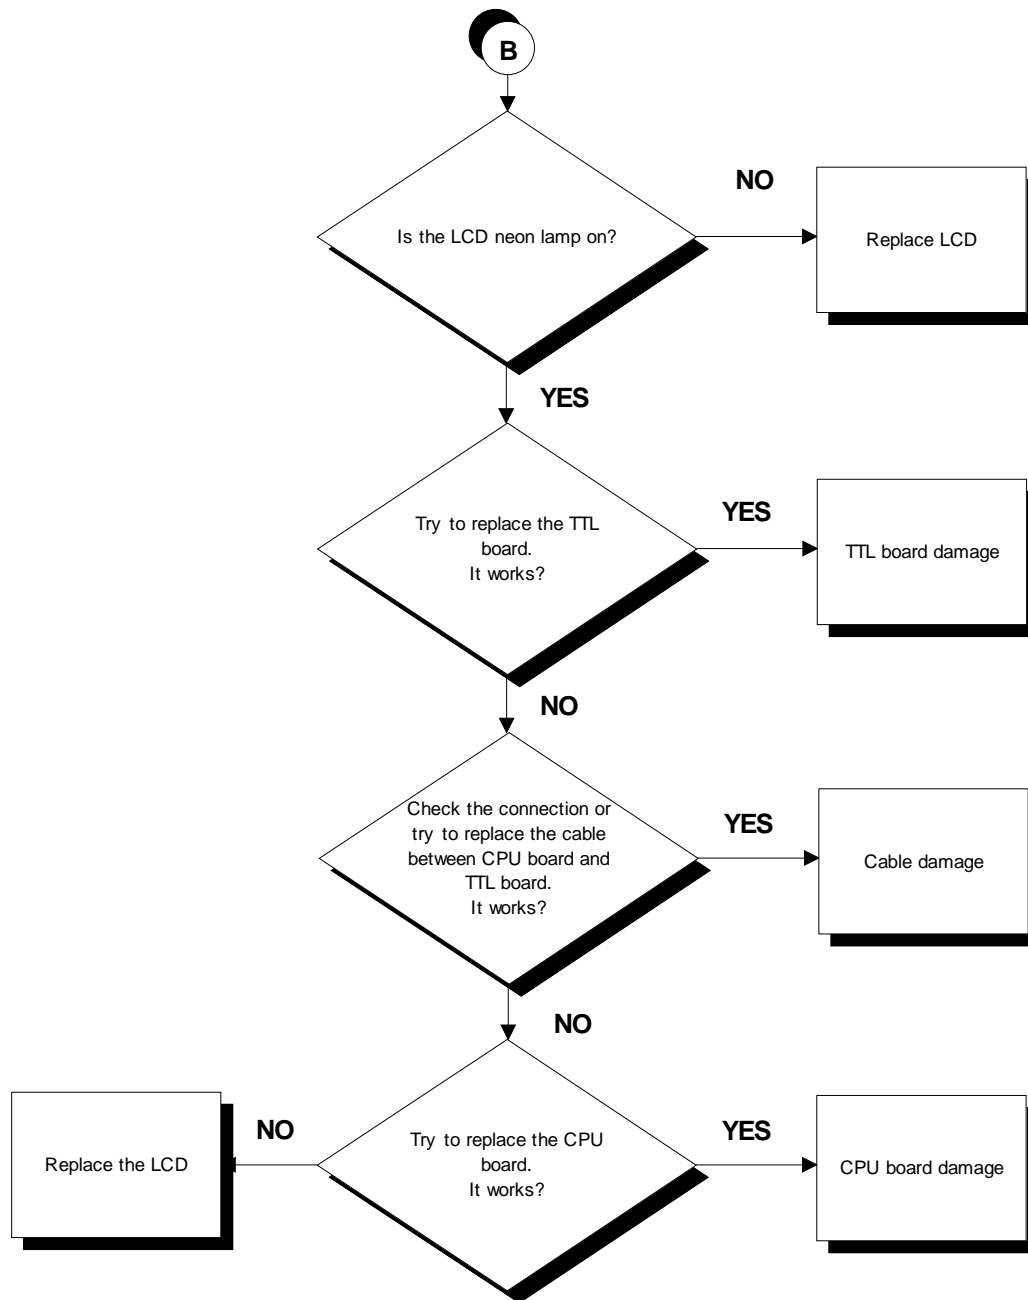 B
Is the LCD neon lamp on?
NO
Replace LCD
YES
Try to replace the TTL
board.
It works?
YES
TTL board damage
NO
Check the connection or
try to replace the cable
between CPU board and
TTL board.
It works?
YES
Cable damage
NO
Try to replace the CPU
board.
It works?
NO
Replace the LCD
YES
CPU board damage